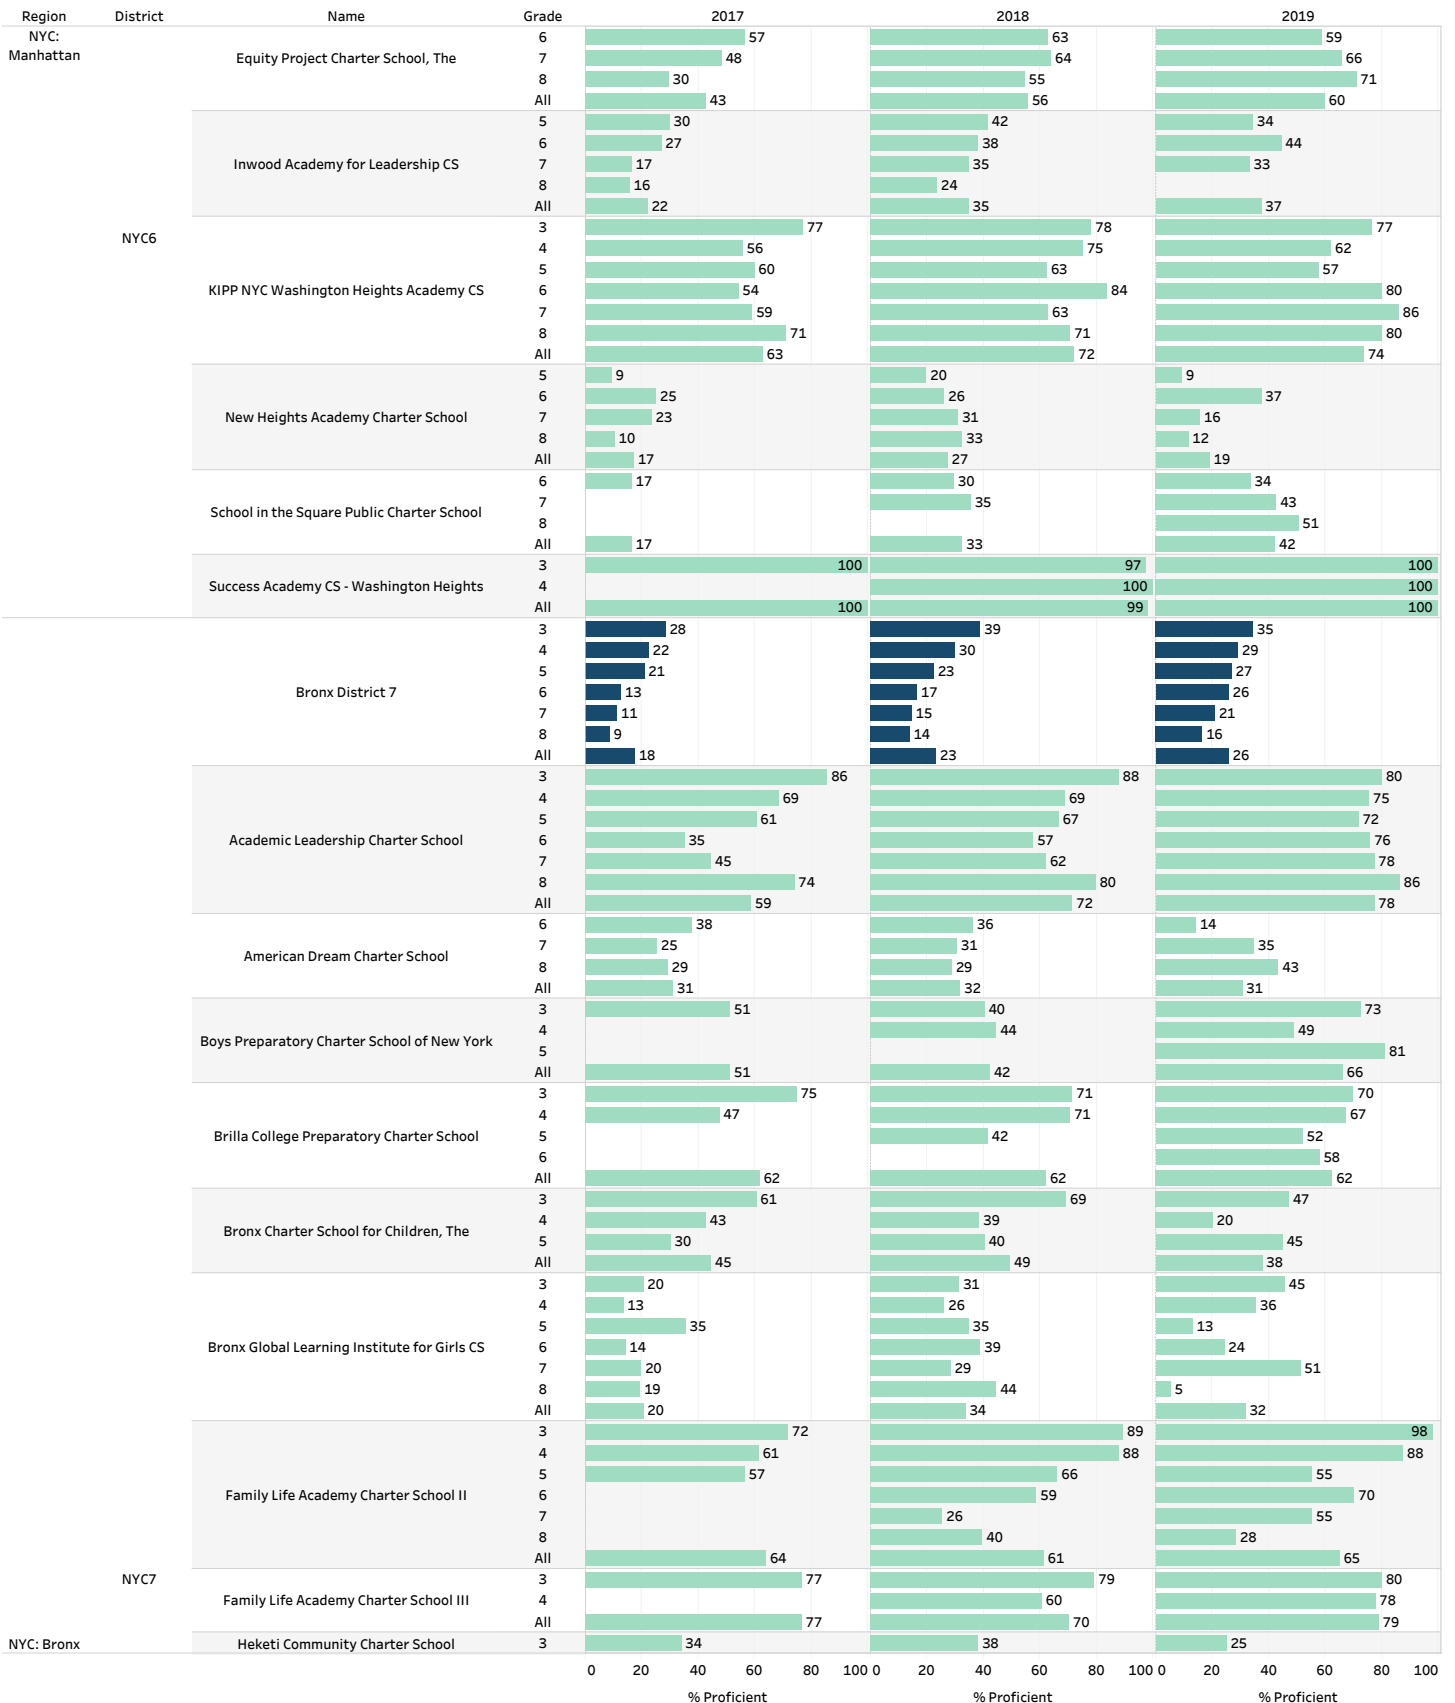 Region District Name Grade 2017 2018 2019
NYC: 6 57 63 59
Manhattan
Equity Project Charter School, The 7 48 64 66
8 30 55 71
All 43 56 60
5 30 42 34
6 27 38 44
Inwood Academy for Leadership CS 7 17 35 33
8 16 24
All 22 35 37
3 77 78 77
NYC6
4 56 75 62
5 60 63 57
KIPP NYC Washington Heights Academy CS 6 54 84 80
7 59 63 86
8 71 71 80
All 63 72 74
5 9 20 9
6 25 26 37
New Heights Academy Charter School 7 23 31 16
8 10 33 12
All 17 27 19
6 17 30 34
7 35 43
School in the Square Public Charter School
8 51
All 17 33 42
3 100 97 100
Success Academy CS - Washington Heights 4 100 100
All 100 99 100
3 28 39 35
4 22 30 29
5 21 23 27
Bronx District 7 6 13 17 26
7 11 15 21
8 9 14 16
All 18 23 26
3 86 88 80
4 69 69 75
5 61 67 72
Academic Leadership Charter School 6 35 57 76
7 45 62 78
8 74 80 86
All 59 72 78
6 38 36 14
7 25 31 35
American Dream Charter School
8 29 29 43
All 31 32 31
3 51 40 73
4 44 49
Boys Preparatory Charter School of New York
5 81
All 51 42 66
3 75 71 70
4 47 71 67
Brilla College Preparatory Charter School 5 42 52
6 58
All 62 62 62
3 61 69 47
4 43 39 20
Bronx Charter School for Children, The
5 30 40 45
All 45 49 38
3 20 31 45
4 13 26 36
5 35 35 13
Bronx Global Learning Institute for Girls CS 6 14 39 24
7 20 29 51
8 19 44 5
All 20 34 32
3 72 89 98
4 61 88 88
5 57 66 55
Family Life Academy Charter School II 6 59 70
7 26 55
8 40 28
All 64 61 65
NYC7 3 77 79 80
Family Life Academy Charter School III 4 60 78
All 77 70 79
NYC: Bronx Heketi Community Charter School 3 34 38 25
0 20 40 60 80 100 0 20 40 60 80 100 0 20 40 60 80 100
% Proficient % Proficient % Proficient